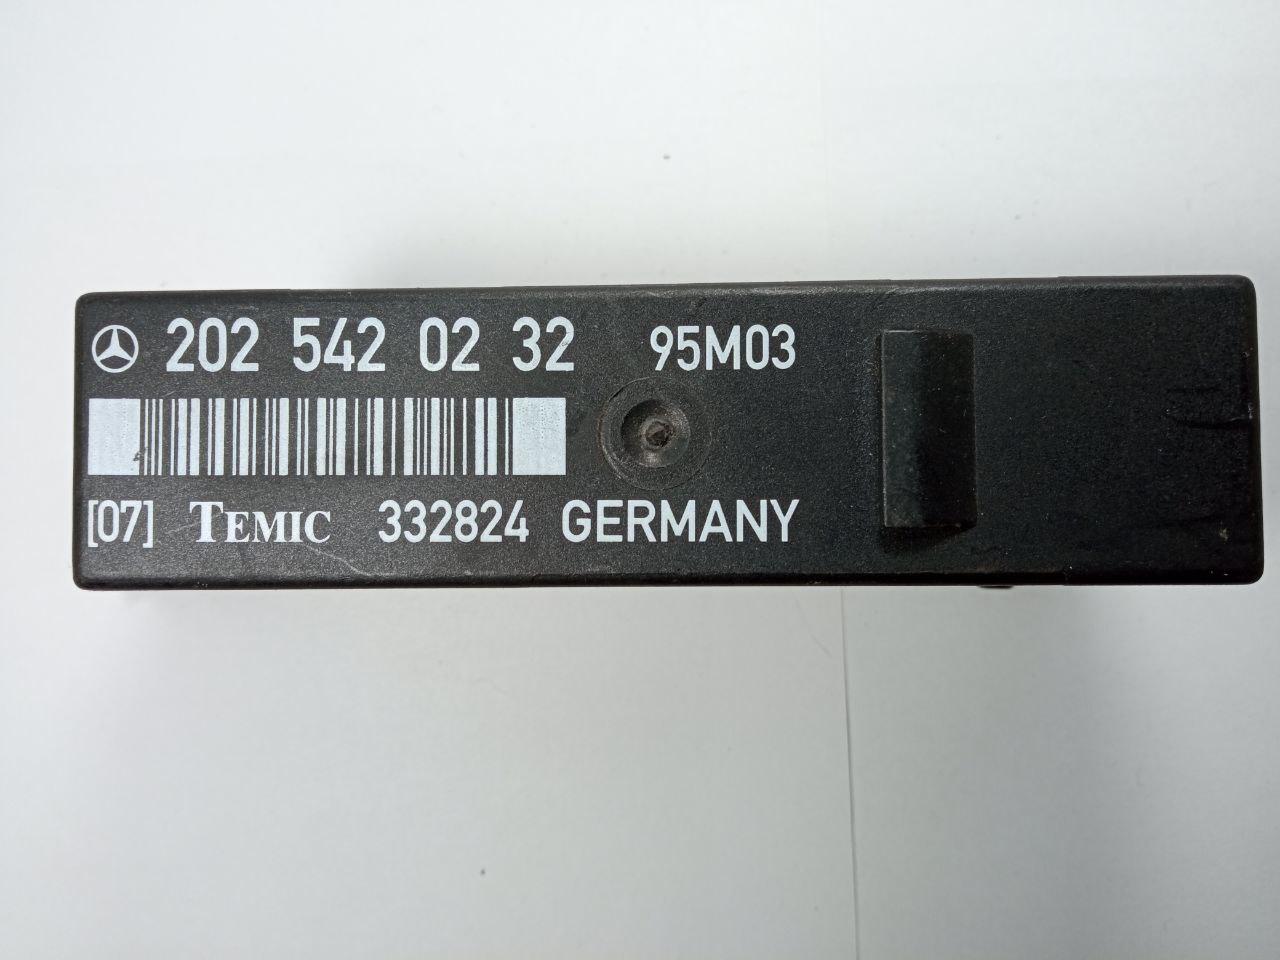 202 542 02 32 95M03
[07] TEMIC 332824 GERMANY